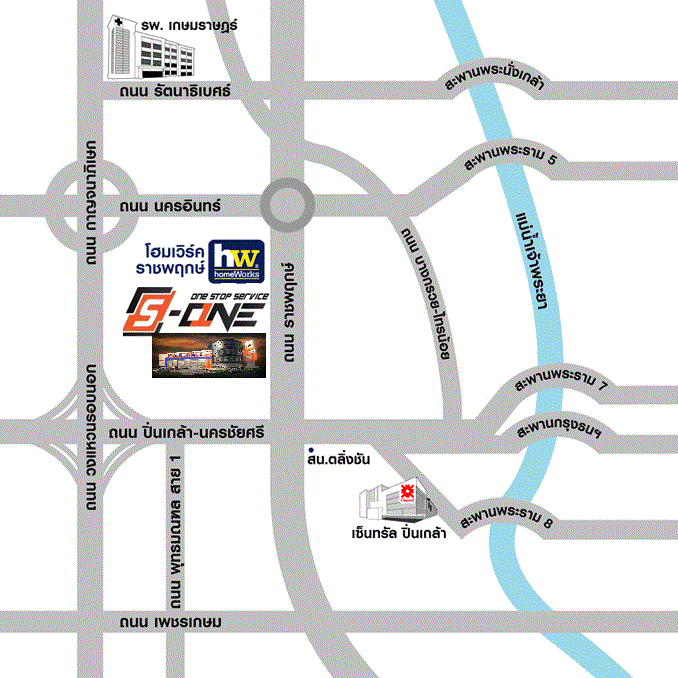 รพ. เกษมราษฎร์
สะพานพระนั่งเกล้า
ถนน รัตนาธิเบศร์
สะพานพระราม 5
ถนน กาญจนาภิเษก
ถนน นครอินทร์
แม่น้ำเจ้าพระยา
ถนน บางกรวย-ไทรน้อย
โฮมเวิร์ค
ราชพฤกษ์
hw
homeWorks
ถนน ราชพฤกษ์
ONE STOP SERVICE
S-ONE
สะพานพระราม 7
ถนน วงแหวนรอบนอก
สะพานกรุงธนฯ
ถนน ปิ่นเกล้า-นครชัยศรี
สน.ตลิ่งชัน
ถนน พุทธมณฑล สาย 1
สะพานพระราม 8
เซ็นทรัล ปิ่นเกล้า
ถนน เพชรเกษม